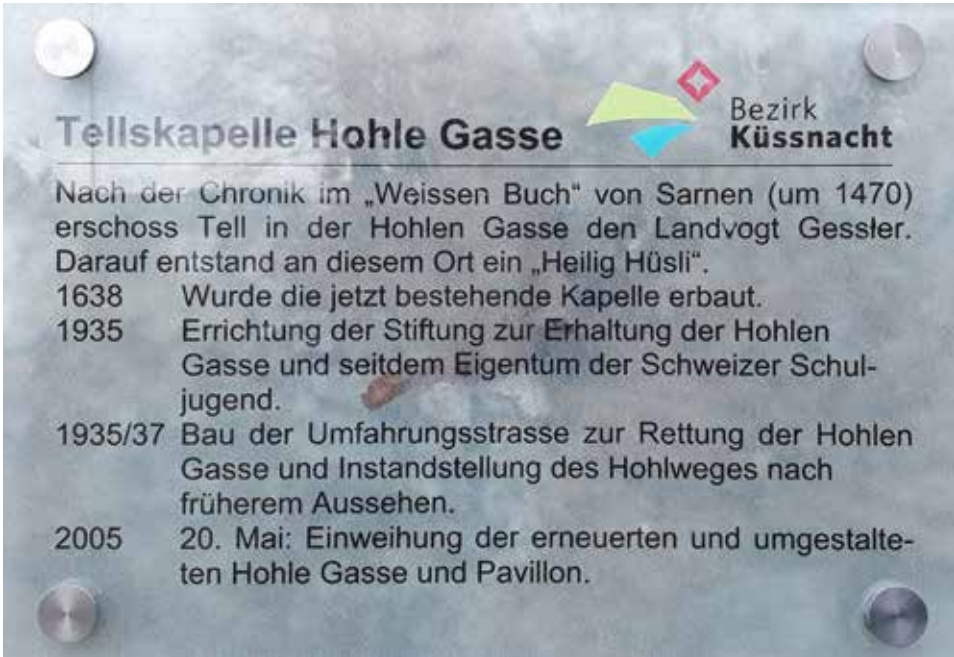 Bezirk
Küssnacht
Tellskapelle Hohle Gasse
Nach der Chronik im „Weissen Buch“ von Sarnen (um 1470)
erschoss Tell in der Hohlen Gasse den Landvogt Gessler.
Darauf entstand an diesem Ort ein „Heilig Hüsli“.
1638 Wurde die jetzt bestehende Kapelle erbaut.
1935 Errichtung der Stiftung zur Erhaltung der Hohlen
Gasse und seitdem Eigentum der Schweizer Schul-
jugend.
1935/37 Bau der Umfahrungsstrasse zur Rettung der Hohlen
Gasse und Instandstellung des Hohlweges nach
früherem Aussehen.
2005 20. Mai: Einweihung der erneuerten und umgestalte-
ten Hohle Gasse und Pavillon.